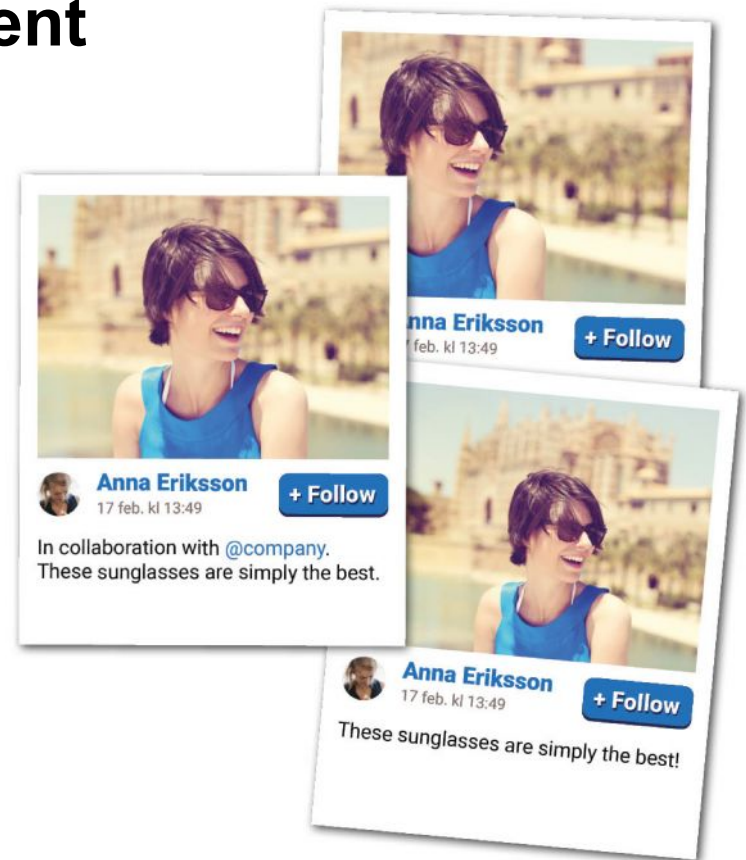 ent
nna Eriksson
feb. kl 13:49
+ Follow
Anna Eriksson
17 feb. kl 13:49
+ Follow
In collaboration with @company.
These sunglasses are simply the best.
Anna Eriksson
17 feb. kl 13:49
+ Follow
These sunglasses are simply the best!